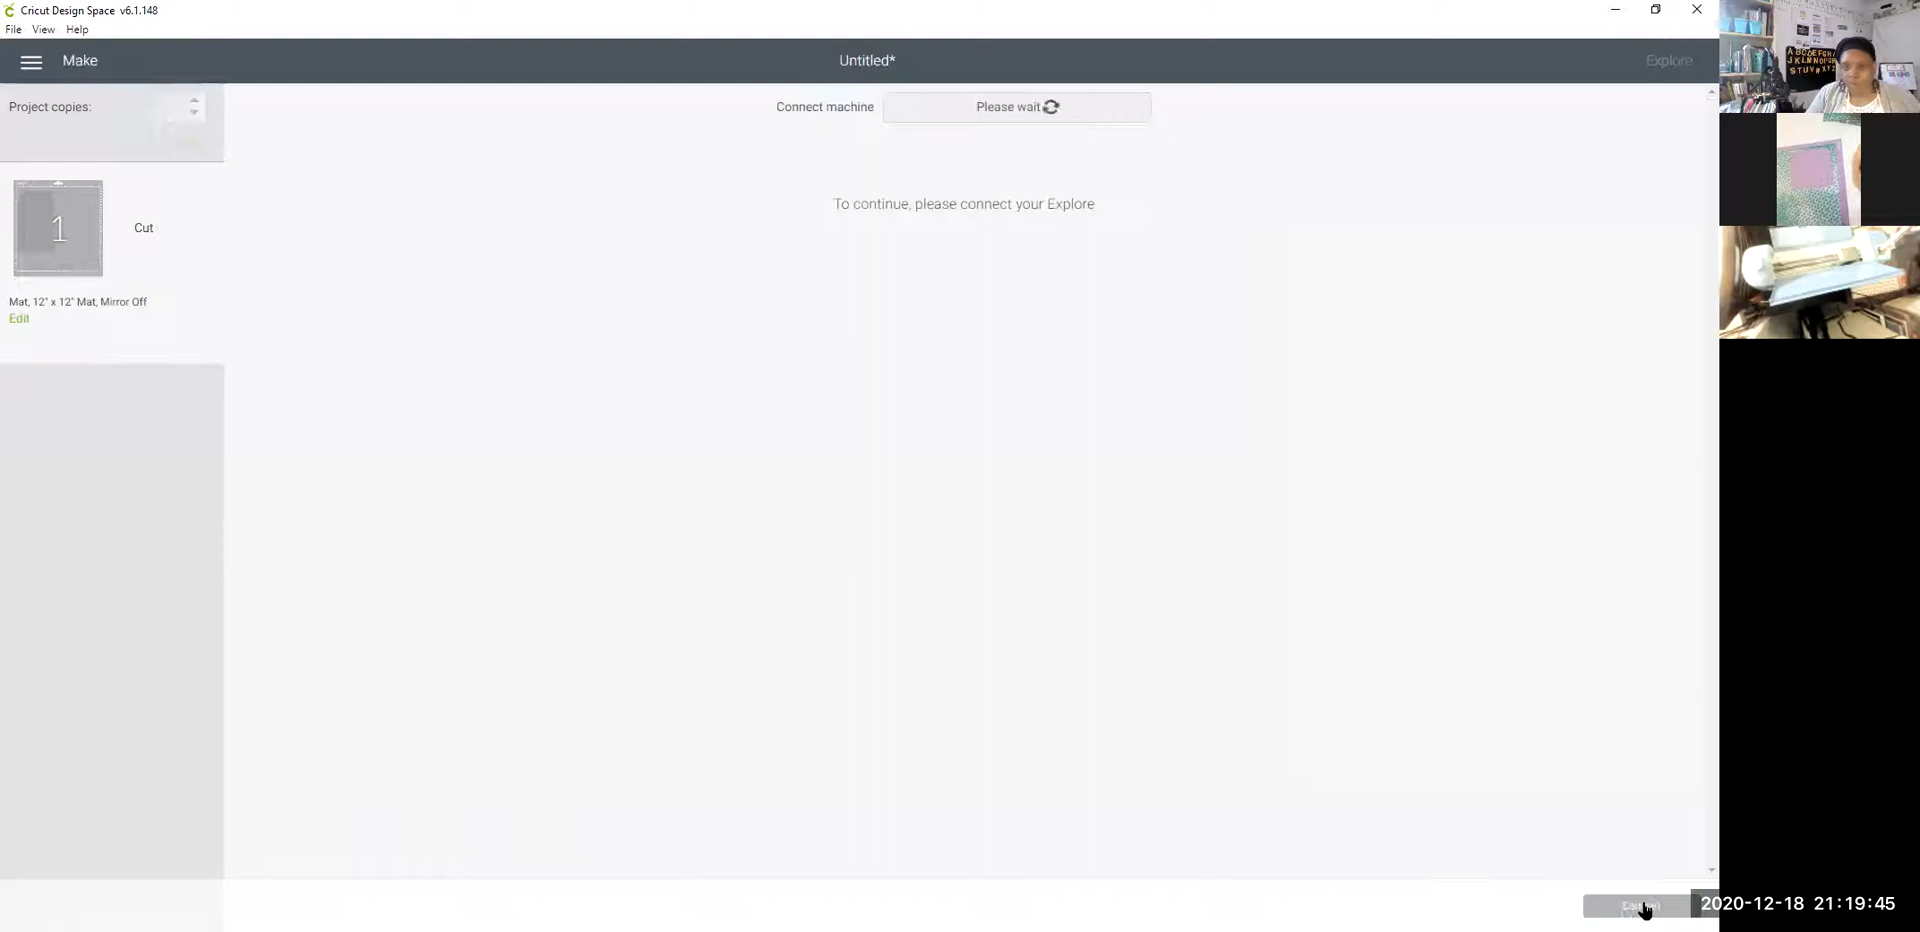 Cricut Design Space v6.1.148
File View Help
Make
Untitled*
Explore
Project copies:
Connect machine
Please wait
To continue, please connect your Explore
1
Cut
Mat, 12" x 12" Mat, Mirror Off
Edit
A B C D E F G H I
J K L M N O P Q R
S T U V W X Y Z
2020-12-18 21:19:45